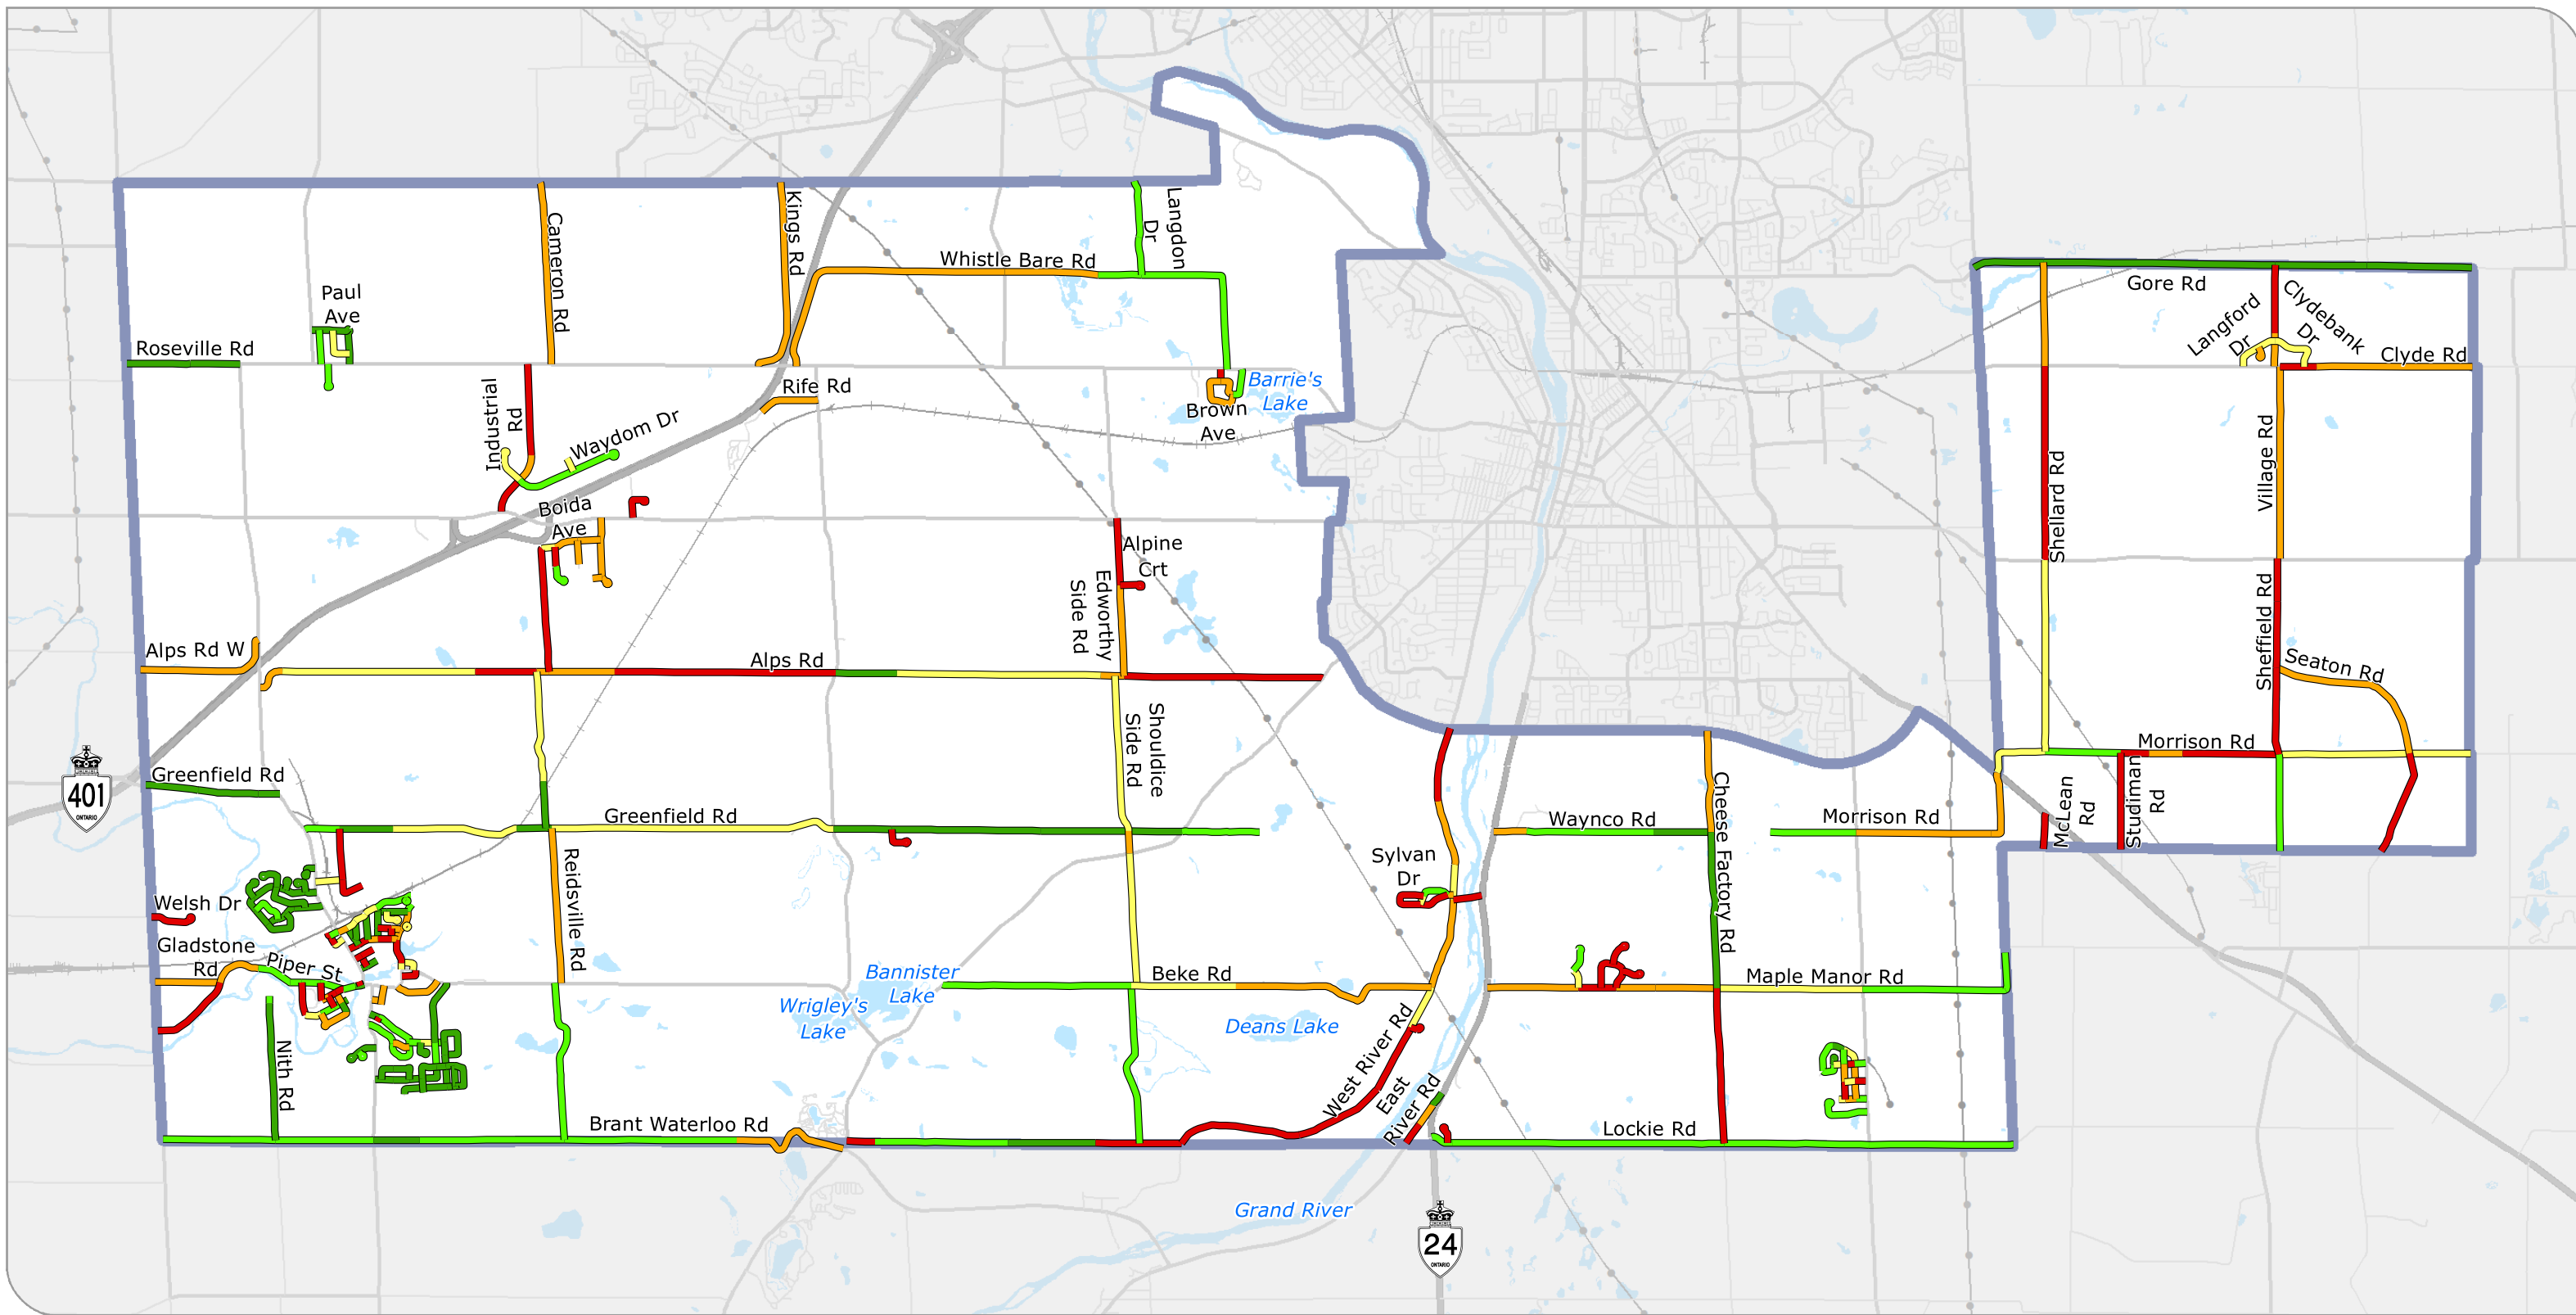 Langdon
Dr
Kings Rd
Cameron Rd
Whistle Bare Rd
Gore Rd
Paul
Ave
Langford
Dr
Clydebank
Dr
Roseville Rd
Clyde Rd
Rife Rd
Barrie's
Lake
Industrial
Rd
Waydom Dr
Brown
Ave
Village Rd
Shellard Rd
Boida
Ave
Alpine
Crt
Edworthy
Side Rd
Sheffield Rd
Alps Rd W
Alps Rd
Seaton Rd
Shouldice
Side Rd
Morrison Rd
401
ONTARIO
Greenfield Rd
McLean
Rd
Studiman
Rd
Greenfield Rd
Waynco Rd
Cheese Factory Rd
Morrison Rd
Sylvan
Dr
Reidsville Rd
Welsh Dr
Gladstone
Rd
Piper St
Bannister
Lake
Beke Rd
Maple Manor Rd
Wrigley's
Lake
Deans Lake
Nith Rd
West River Rd
East
River Rd
Brant Waterloo Rd
Lockie Rd
Grand River
24
ONTARIO